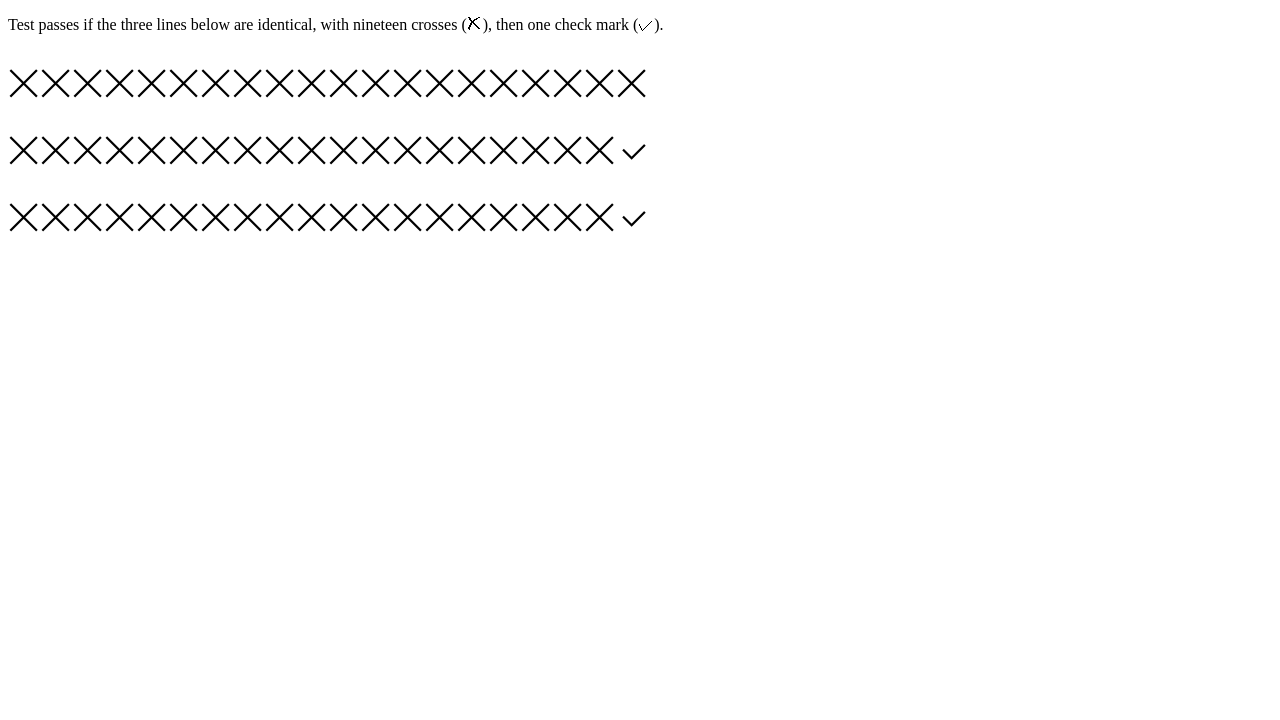 Test passes if the three lines below are identical, with nineteen crosses (✗), then one check mark (✓).
✗✗✗✗✗✗✗✗✗✗✗✗✗✗✗✗✗✗✗✗
✗✗✗✗✗✗✗✗✗✗✗✗✗✗✗✗✗✗✗✓
✗✗✗✗✗✗✗✗✗✗✗✗✗✗✗✗✗✗✗✓